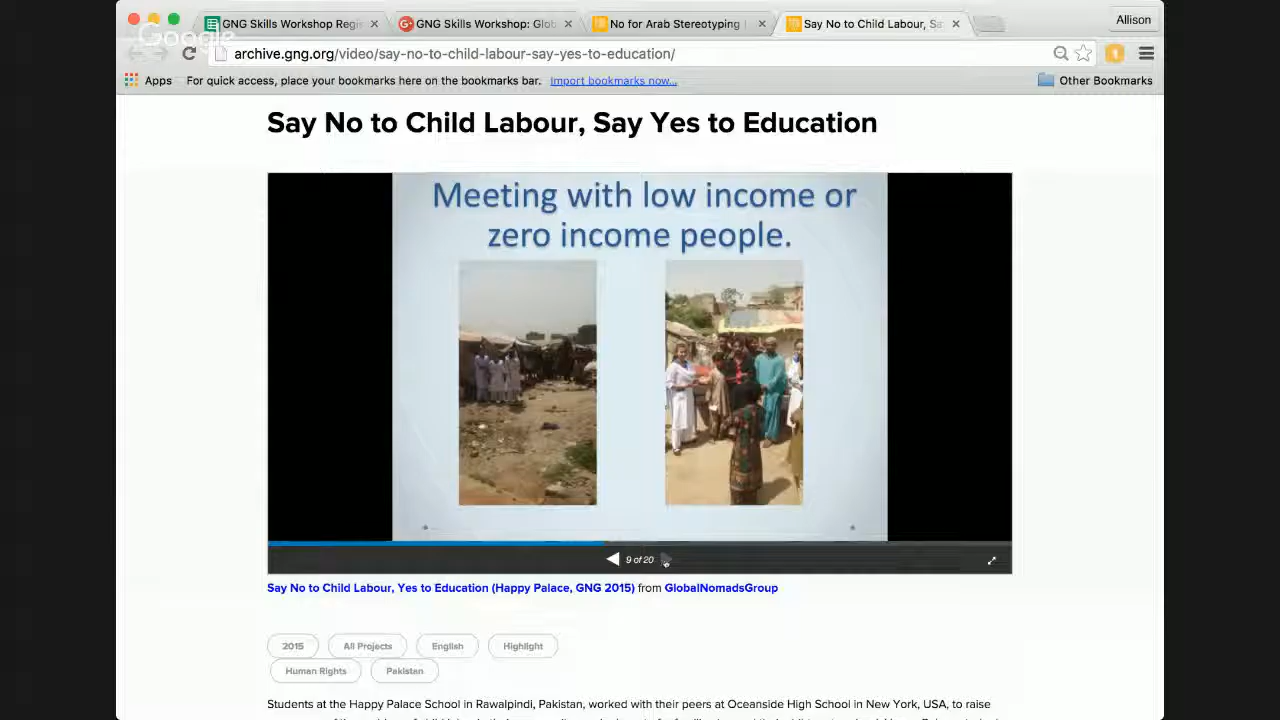 GNG Skills Workshop Regis
GNG Skills Workshop: Glob
No for Arab Stereotyping
Say No to Child Labour, Sa
Allison
Google
archive.gng.org/video/say-no-to-child-labour-say-yes-to-education/
Apps
For quick access, place your bookmarks here on the bookmarks bar.
Import bookmarks now...
Other Bookmarks
Say No to Child Labour, Say Yes to Education
Meeting with low income or
zero income people.
9 of 20
Say No to Child Labour, Yes to Education (Happy Palace, GNG 2015) from GlobalNomadsGroup
2015
All Projects
English
Highlight
Human Rights
Pakistan
Students at the Happy Palace School in Rawalpindi, Pakistan, worked with their peers at Oceanside High School in New York, USA, to raise